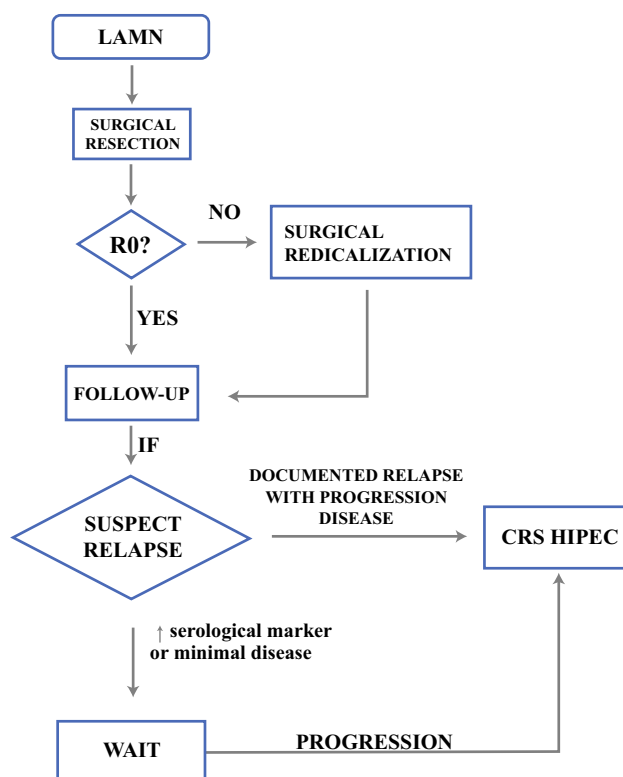 LAMN
SURGICAL
RESECTION
R0?
NO
SURGICAL
REDICALIZATION
YES
FOLLOW-UP
IF
SUSPECT
RELAPSE
DOCUMENTED RELAPSE
WITH PROGRESSION
DISEASE
CRS HIPEC
↑ serological marker
or minimal disease
WAIT
PROGRESSION